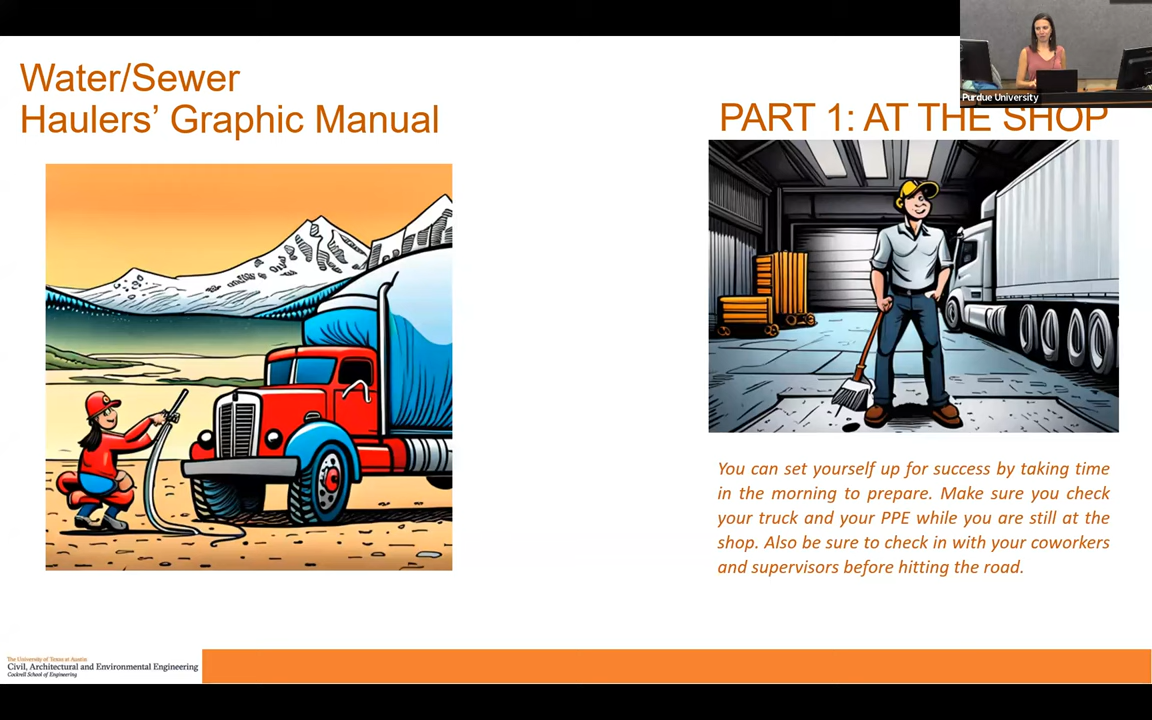 Water/Sewer
Haulers’ Graphic Manual
Purdue University
PART 1: AT THE SHOP
You can set yourself up for success by taking time
in the morning to prepare. Make sure you check
your truck and your PPE while you are still at the
shop. Also be sure to check in with your coworkers
and supervisors before hitting the road.
The University of Texas at Austin
Civil, Architectural and Environmental Engineering
Cockrell School of Engineering